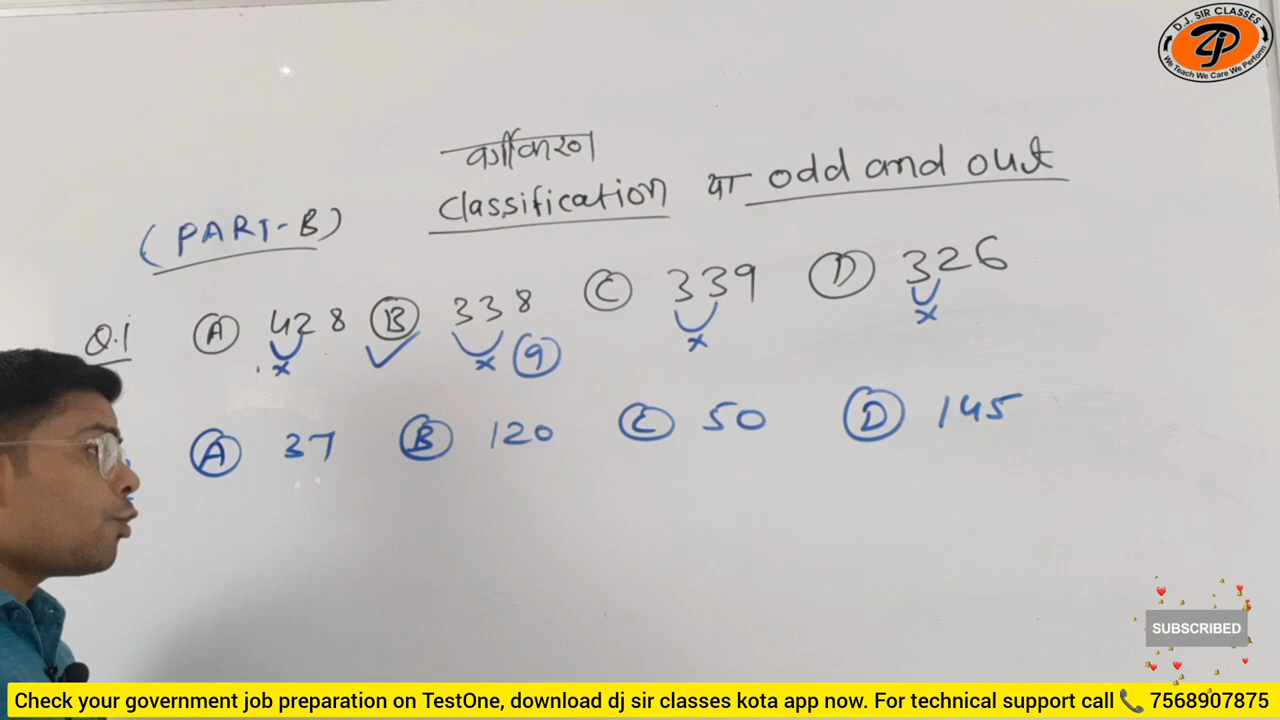 D.J. SIR CLASSES
We Teach We Care We Perform
वर्गीकरण
(PART-B) Classification या odd and out
Q.1 (A) 428 (B) 338 (C) 339 (D) 326
x ✓ x 9 x x
(A) 37 (B) 120 (C) 50 (D) 145
SUBSCRIBED
Check your government job preparation on TestOne, download dj sir classes kota app now. For technical support call 📞 7568907875